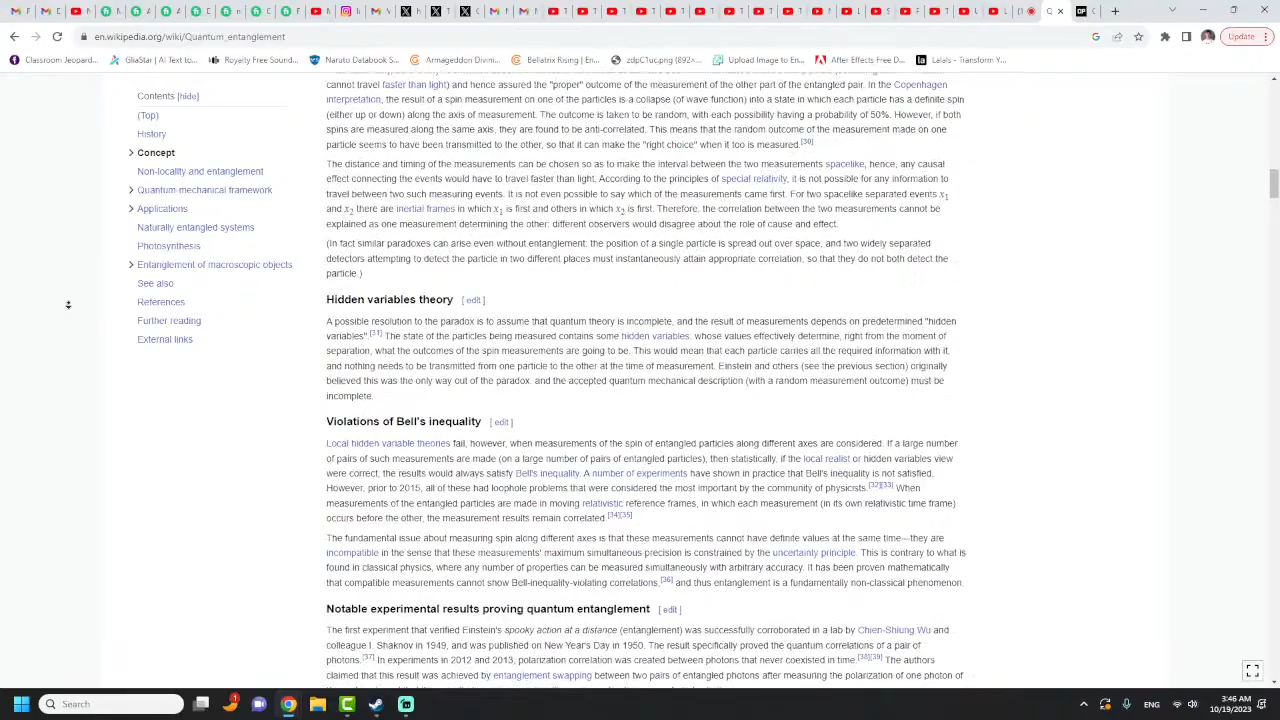 en.wikipedia.org/wiki/Quantum_entanglement
Update
Classroom Jeopard...
GliaStar | AI Text to...
Royalty Free Sound...
Naruto Databook S...
Armageddon Divini...
Bellatrix Rising | En...
zdpC1uc.png (892×...
Upload Image to En...
After Effects Free D...
Lalals - Transform Y...
Contents [hide]
(Top)
History
Concept
Non-locality and entanglement
Quantum-mechanical framework
Applications
Naturally entangled systems
Photosynthesis
Entanglement of macroscopic objects
See also
References
Further reading
External links
cannot travel faster than light) and hence assured the "proper" outcome of the measurement of the other part of the entangled pair. In the Copenhagen
interpretation, the result of a spin measurement on one of the particles is a collapse (of wave function) into a state in which each particle has a definite spin
(either up or down) along the axis of measurement. The outcome is taken to be random, with each possibility having a probability of 50%. However, if both
spins are measured along the same axis, they are found to be anti-correlated. This means that the random outcome of the measurement made on one
particle seems to have been transmitted to the other, so that it can make the "right choice" when it too is measured.[30]
The distance and timing of the measurements can be chosen so as to make the interval between the two measurements spacelike, hence, any causal
effect connecting the events would have to travel faster than light. According to the principles of special relativity, it is not possible for any information to
travel between two such measuring events. It is not even possible to say which of the measurements came first. For two spacelike separated events x1
and x2 there are inertial frames in which x1 is first and others in which x2 is first. Therefore, the correlation between the two measurements cannot be
explained as one measurement determining the other: different observers would disagree about the role of cause and effect.
(In fact similar paradoxes can arise even without entanglement: the position of a single particle is spread out over space, and two widely separated
detectors attempting to detect the particle in two different places must instantaneously attain appropriate correlation, so that they do not both detect the
particle.)
Hidden variables theory [ edit ]
A possible resolution to the paradox is to assume that quantum theory is incomplete, and the result of measurements depends on predetermined "hidden
variables".[31] The state of the particles being measured contains some hidden variables, whose values effectively determine, right from the moment of
separation, what the outcomes of the spin measurements are going to be. This would mean that each particle carries all the required information with it,
and nothing needs to be transmitted from one particle to the other at the time of measurement. Einstein and others (see the previous section) originally
believed this was the only way out of the paradox, and the accepted quantum mechanical description (with a random measurement outcome) must be
incomplete.
Violations of Bell's inequality [ edit ]
Local hidden variable theories fail, however, when measurements of the spin of entangled particles along different axes are considered. If a large number
of pairs of such measurements are made (on a large number of pairs of entangled particles), then statistically, if the local realist or hidden variables view
were correct, the results would always satisfy Bell's inequality. A number of experiments have shown in practice that Bell's inequality is not satisfied.
However, prior to 2015, all of these had loophole problems that were considered the most important by the community of physicists.[32][33] When
measurements of the entangled particles are made in moving relativistic reference frames, in which each measurement (in its own relativistic time frame)
occurs before the other, the measurement results remain correlated.[34][35]
The fundamental issue about measuring spin along different axes is that these measurements cannot have definite values at the same time—they are
incompatible in the sense that these measurements' maximum simultaneous precision is constrained by the uncertainty principle. This is contrary to what is
found in classical physics, where any number of properties can be measured simultaneously with arbitrary accuracy. It has been proven mathematically
that compatible measurements cannot show Bell-inequality-violating correlations,[36] and thus entanglement is a fundamentally non-classical phenomenon.
Notable experimental results proving quantum entanglement [ edit ]
The first experiment that verified Einstein's spooky action at a distance (entanglement) was successfully corroborated in a lab by Chien-Shiung Wu and
colleague I. Shaknov in 1949, and was published on New Year's Day in 1950. The result specifically proved the quantum correlations of a pair of
photons.[37] In experiments in 2012 and 2013, polarization correlation was created between photons that never coexisted in time.[38][39] The authors
claimed that this result was achieved by entanglement swapping between two pairs of entangled photons after measuring the polarization of one photon of
Search
1
ENG
3:46 AM
10/19/2023